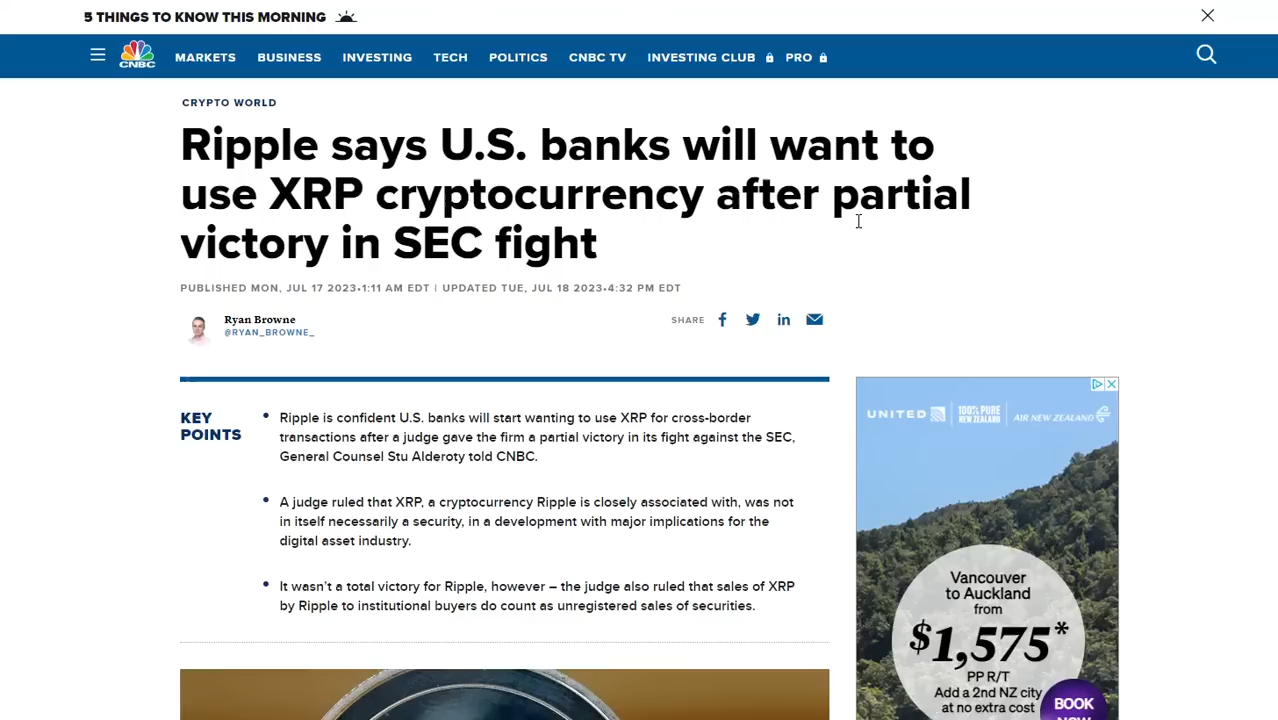 5 THINGS TO KNOW THIS MORNING
CNBC
MARKETS BUSINESS INVESTING TECH POLITICS CNBC TV INVESTING CLUB PRO
CRYPTO WORLD
Ripple says U.S. banks will want to
use XRP cryptocurrency after partial
victory in SEC fight
PUBLISHED MON, JUL 17 2023•1:11 AM EDT | UPDATED TUE, JUL 18 2023•4:32 PM EDT
Ryan Browne
@RYAN_BROWNE_
SHARE
KEY
POINTS
Ripple is confident U.S. banks will start wanting to use XRP for cross-border
transactions after a judge gave the firm a partial victory in its fight against the SEC,
General Counsel Stu Alderoty told CNBC.
A judge ruled that XRP, a cryptocurrency Ripple is closely associated with, was not
in itself necessarily a security, in a development with major implications for the
digital asset industry.
It wasn't a total victory for Ripple, however – the judge also ruled that sales of XRP
by Ripple to institutional buyers do count as unregistered sales of securities.
UNITED 100% PURE NEW ZEALAND AIR NEW ZEALAND
Vancouver
to Auckland
from
$1,575*
PP R/T
Add a 2nd NZ city
at no extra cost
BOOK
NOW